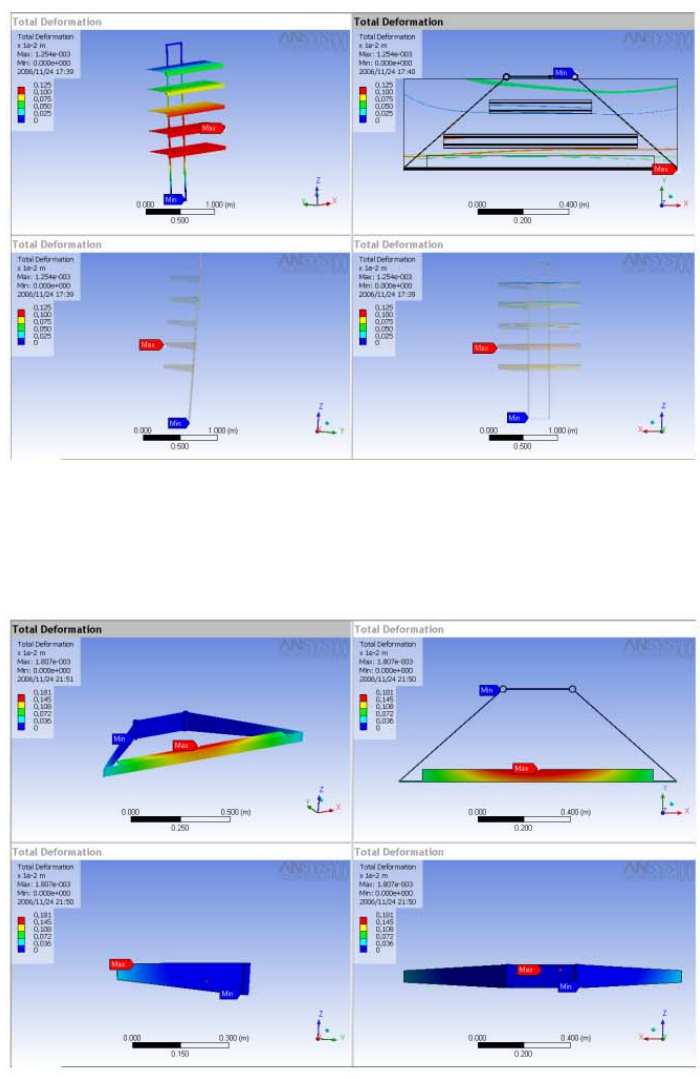 Total Deformation
Total Deformation
x 1e-2 m
Max: 1.254e-003
Min: 0.000e+000
2006/11/24 17:39
0,125
0,100
0,075
0,050
0,025
0
Max
Min
0.000
1.000 (m)
0.500
Z
Y
X
Total Deformation
Total Deformation
x 1e-2 m
Max: 1.254e-003
Min: 0.000e+000
2006/11/24 17:40
0,125
0,100
0,075
0,050
0,025
0
Min
Max
0.000
0.400 (m)
0.200
Y
Z
X
Total Deformation
Total Deformation
x 1e-2 m
Max: 1.254e-003
Min: 0.000e+000
2006/11/24 17:39
0,125
0,100
0,075
0,050
0,025
0
Max
Min
0.000
1.000 (m)
0.500
Z
Y
Total Deformation
Total Deformation
x 1e-2 m
Max: 1.254e-003
Min: 0.000e+000
2006/11/24 17:39
0,125
0,100
0,075
0,050
0,025
0
Max
Min
0.000
1.000 (m)
0.500
Z
X
Total Deformation
Total Deformation
x 1e-2 m
Max: 1.807e-003
Min: 0.000e+000
2006/11/24 21:51
0,181
0,145
0,108
0,072
0,036
0
Min
Max
0.000
0.500 (m)
0.250
Z
Y
X
Total Deformation
Total Deformation
x 1e-2 m
Max: 1.807e-003
Min: 0.000e+000
2006/11/24 21:50
0,181
0,145
0,108
0,072
0,036
0
Min
Max
0.000
0.400 (m)
0.200
Y
Z
X
Total Deformation
Total Deformation
x 1e-2 m
Max: 1.807e-003
Min: 0.000e+000
2006/11/24 21:50
0,181
0,145
0,108
0,072
0,036
0
Max
Min
0.000
0.300 (m)
0.150
Z
Y
Total Deformation
Total Deformation
x 1e-2 m
Max: 1.807e-003
Min: 0.000e+000
2006/11/24 21:50
0,181
0,145
0,108
0,072
0,036
0
Max
Min
0.000
0.400 (m)
0.200
Z
X